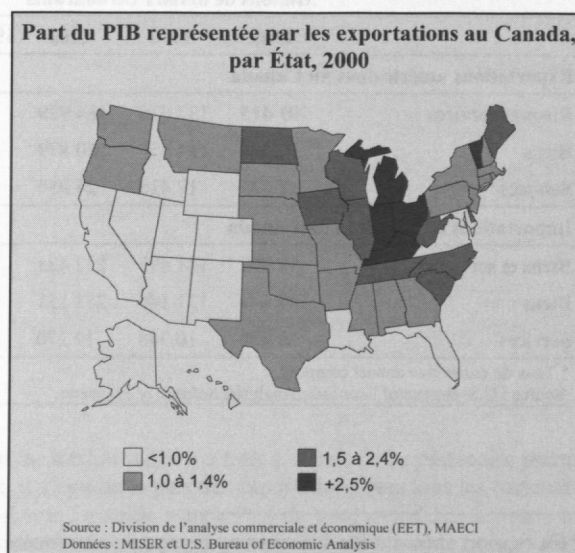 Part du PIB représentée par les exportations au Canada,
par État, 2000
<1,0%
1,5 à 2,4%
1,0 à 1,4%
+2,5%
Source : Division de l'analyse commerciale et économique (EET), MAECI
Données : MISER et U.S. Bureau of Economic Analysis